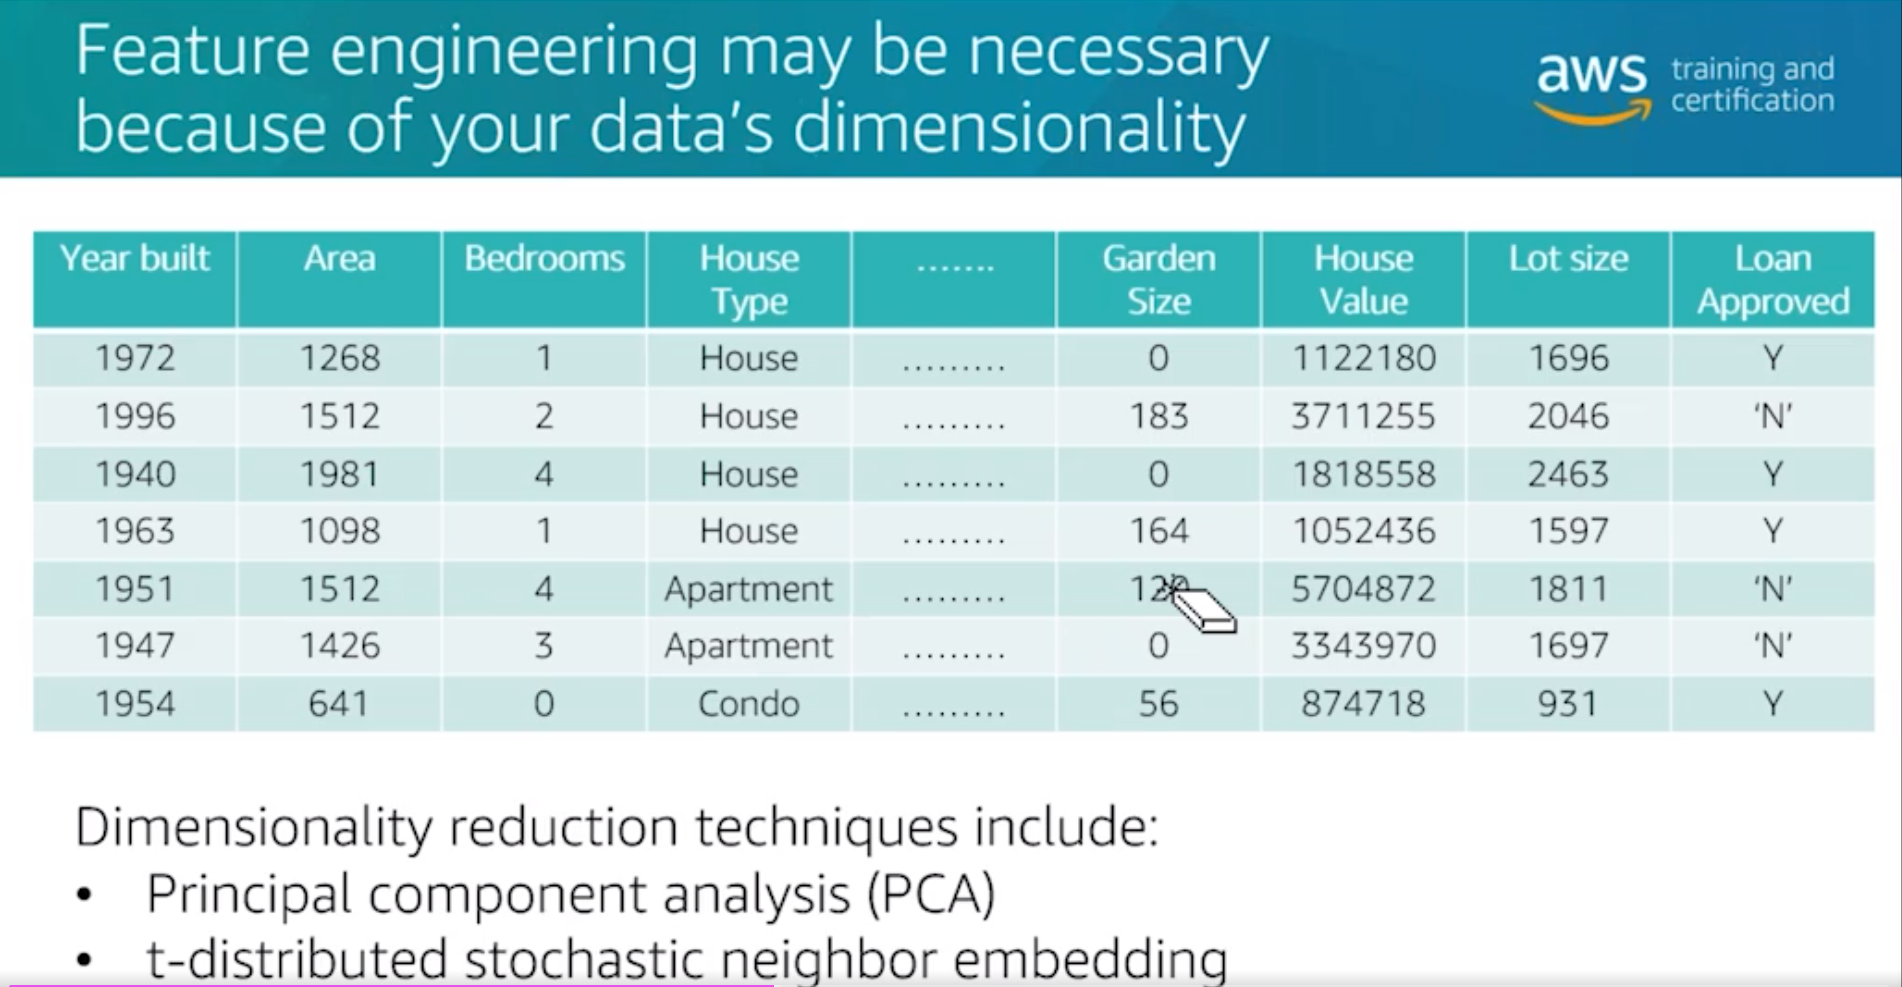 Feature engineering may be necessary
because of your data's dimensionality
aws training and
certification
Year built Area Bedrooms House Type ....... Garden Size House Value Lot size Loan Approved
1972 1268 1 House ......... 0 1122180 1696 Y
1996 1512 2 House ......... 183 3711255 2046 ‘N’
1940 1981 4 House ......... 0 1818558 2463 Y
1963 1098 1 House ......... 164 1052436 1597 Y
1951 1512 4 Apartment ......... 5704872 1811 ‘N’
1947 1426 3 Apartment ......... 0 3343970 1697 ‘N’
1954 641 0 Condo ......... 56 874718 931 Y
Dimensionality reduction techniques include:
• Principal component analysis (PCA)
• t-distributed stochastic neighbor embedding